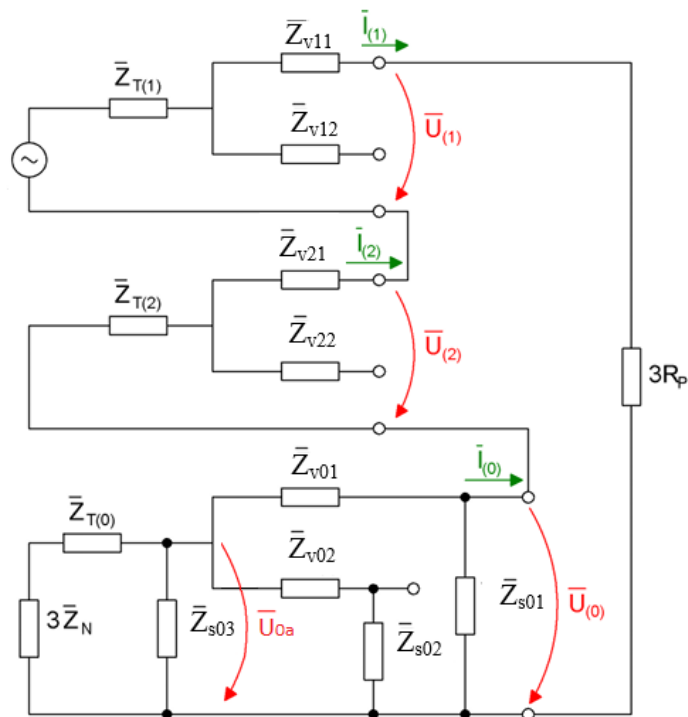 Z̄v11
Ī(1)
Z̄T(1)
Z̄v12
U̅(1)
∼
Z̄v21
Ī(2)
Z̄T(2)
Z̄v22
U̅(2)
3RP
Z̄v01
Ī(0)
Z̄T(0)
Z̄v02
3Z̄N
Z̄s03
U̅0a
Z̄s02
Z̄s01
U̅(0)